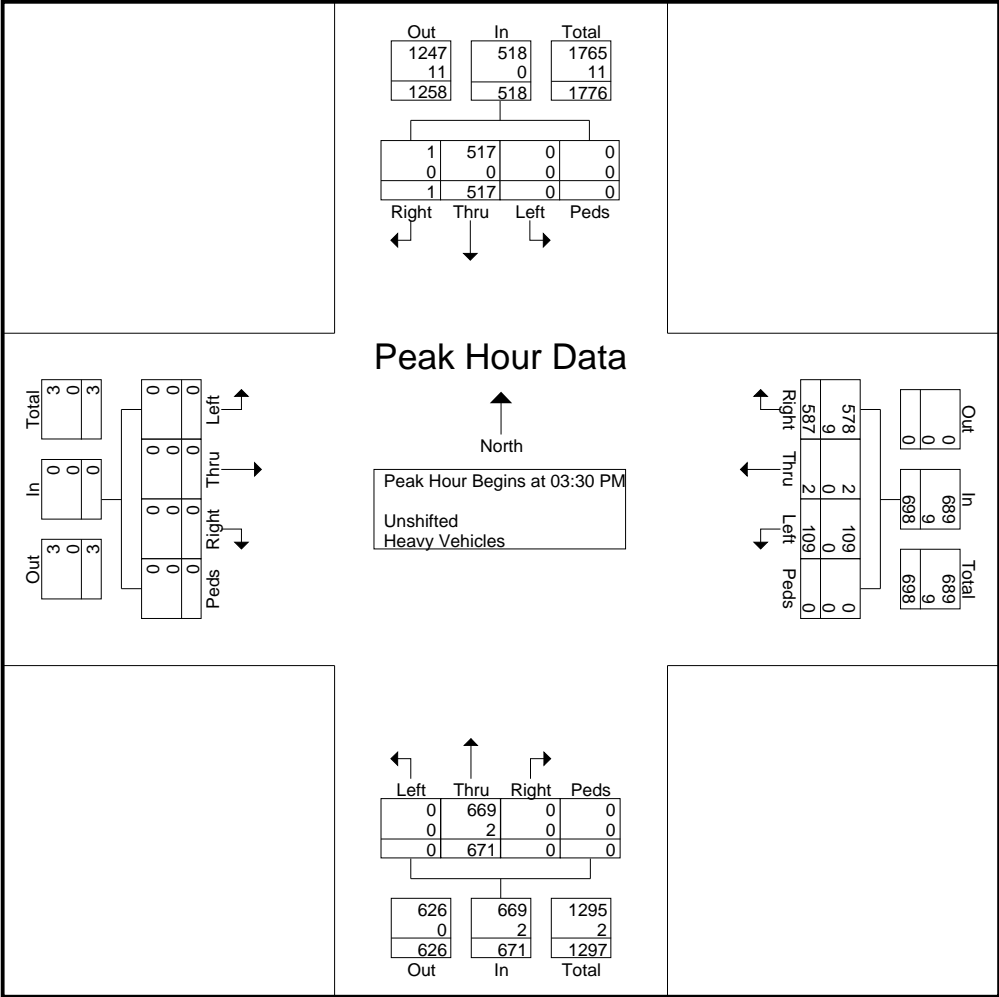 Out In Total
1247 518 1765
11 0 11
1258 518 1776
1 517 0 0
0 0 0 0
1 517 0 0
Right Thru Left Peds
Peak Hour Data
North
Peak Hour Begins at 03:30 PM
Unshifted
Heavy Vehicles
Total
3 0 3
In
0 0 0
Out
3 0 3
Left
0 0 0
Thru
0 0 0
Right
0 0 0
Peds
0 0 0
Right
578
9
587
Thru
2
0
2
Left
109
0
109
Peds
0
0
0
Out
0
0
0
In
689
9
698
Total
689
9
698
Left Thru Right Peds
0 669 0 0
0 2 0 0
0 671 0 0
626 669 1295
0 2 2
626 671 1297
Out In Total